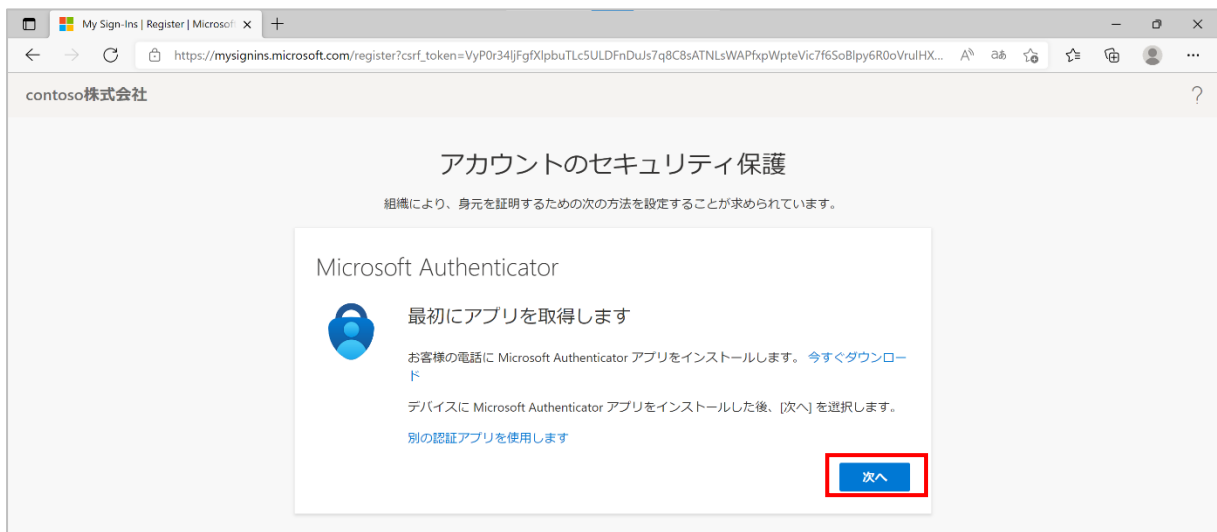 My Sign-Ins | Register | Microsoft
https://mysignins.microsoft.com/register?csrf_token=VyP0r34ljFgfXlpbuTLc5ULDFnDuJs7q8C8sATNLsWAPfxpWpteVic7f6SoBlpy6R0oVrulHX...
contoso株式会社
?
アカウントのセキュリティ保護
組織により、身元を証明するための次の方法を設定することが求められています。
Microsoft Authenticator
最初にアプリを取得します
お客様の電話に Microsoft Authenticator アプリをインストールします。 今すぐダウンロー
ド
デバイスに Microsoft Authenticator アプリをインストールした後、[次へ] を選択します。
別の認証アプリを使用します
次へ